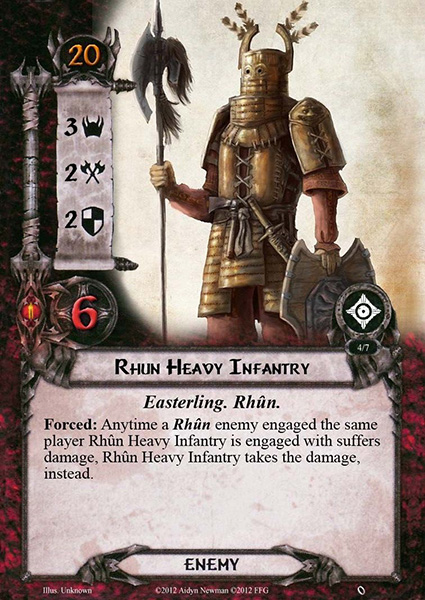 20
3
2
2
6
4/7
RHUN HEAVY INFANTRY
Easterling. Rhûn.
Forced: Anytime a Rhûn enemy engaged the same
player Rhûn Heavy Infantry is engaged with suffers
damage, Rhûn Heavy Infantry takes the damage,
instead.
ENEMY
Illus. Unknown
©2012 Aidyn Newman ©2012 FFG
0